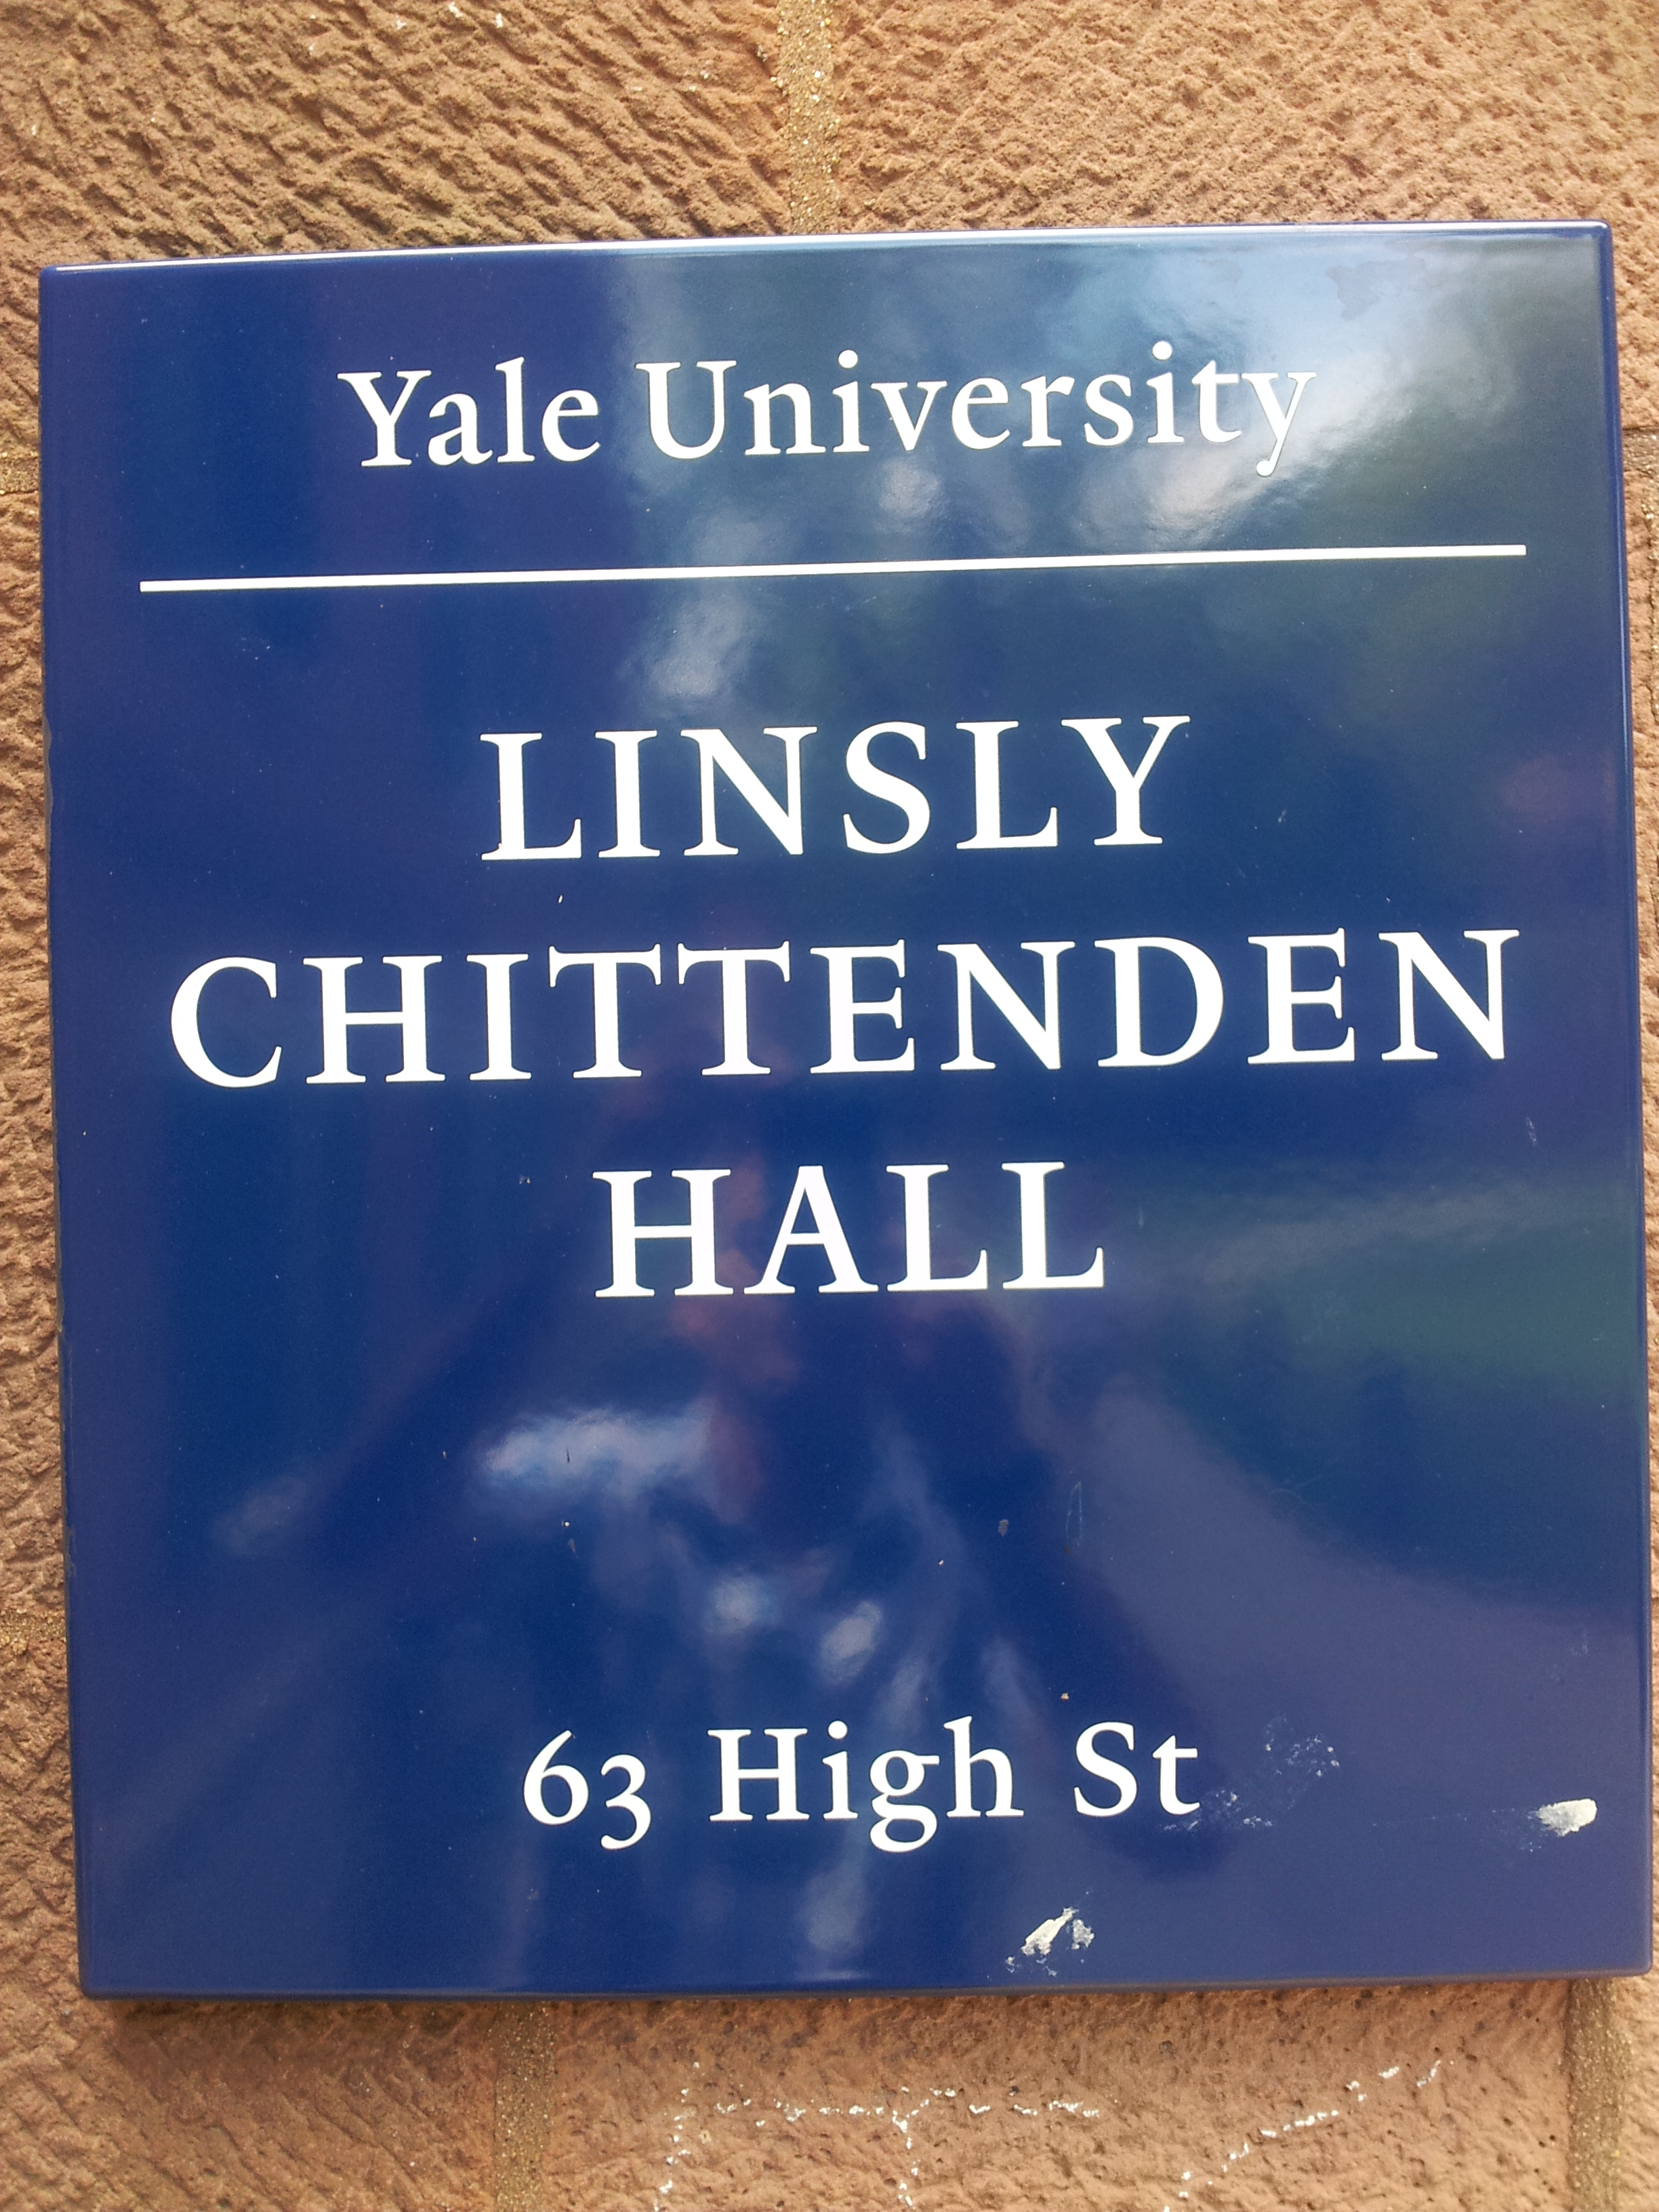 Yale University
LINSLY
CHITTENDEN
HALL
63 High St